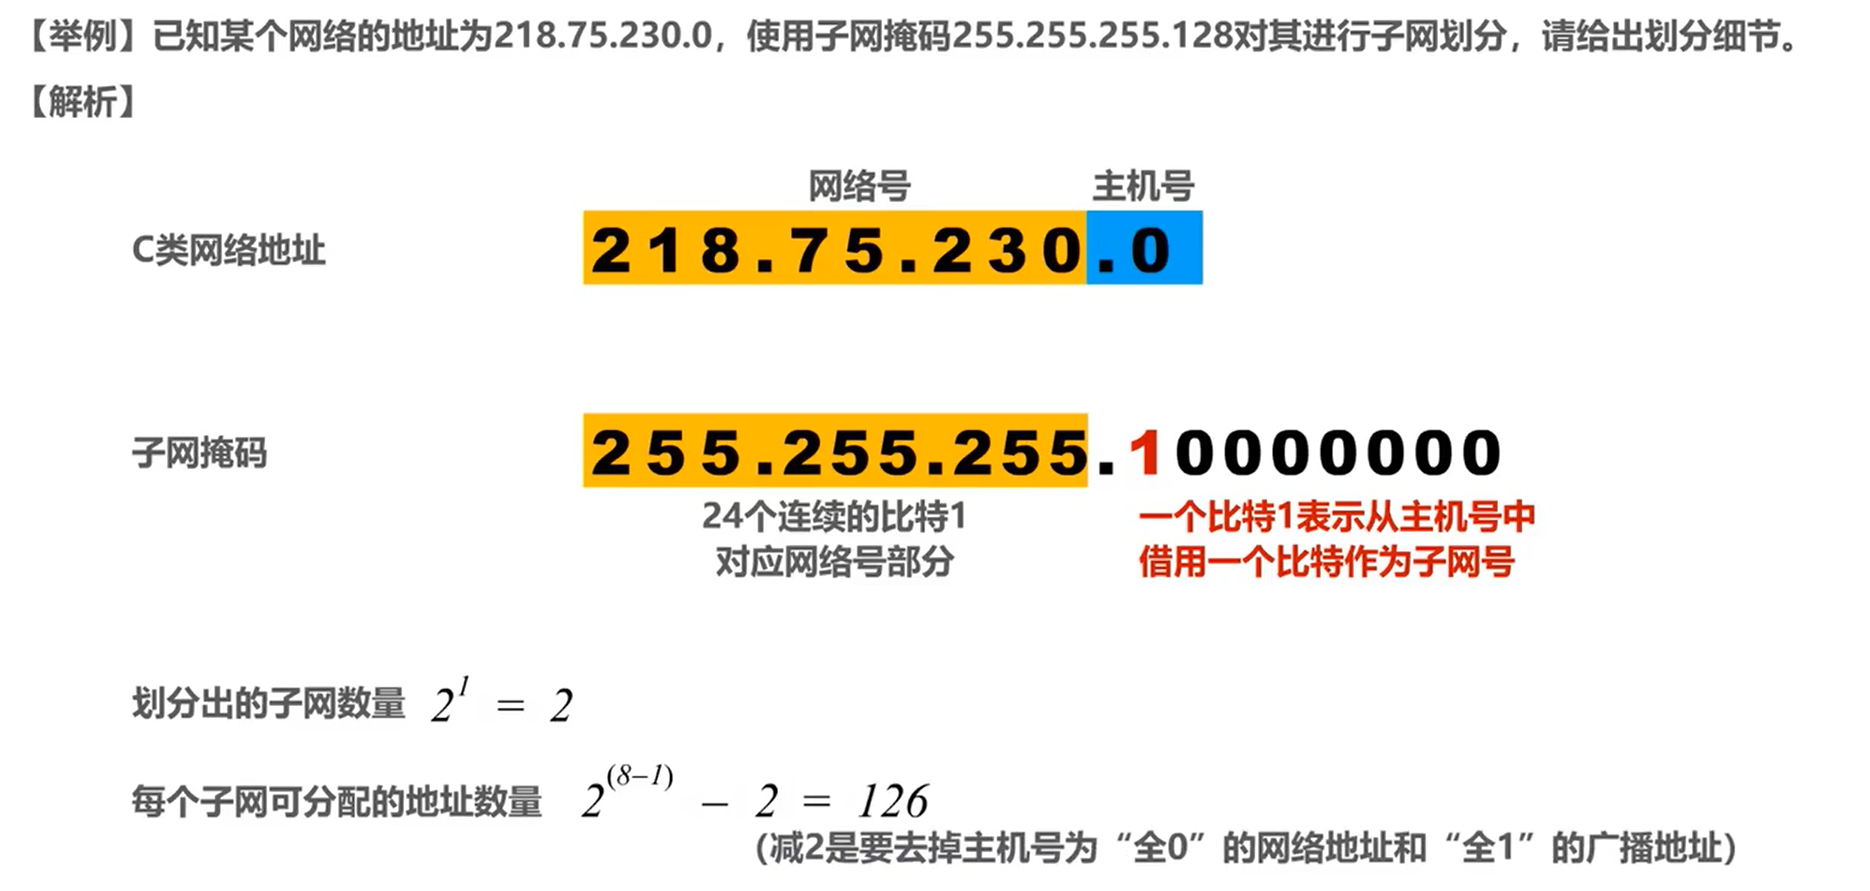 【举例】已知某个网络的地址为218.75.230.0，使用子网掩码255.255.255.128对其进行子网划分，请给出划分细节。
【解析】
网络号 主机号
C类网络地址 218.75.230.0
子网掩码 255.255.255.10000000
24个连续的比特1 一个比特1表示从主机号中
对应网络号部分 借用一个比特作为子网号
划分出的子网数量 2^1 = 2
每个子网可分配的地址数量 2^(8-1) - 2 = 126
(减2是要去掉主机号为“全0”的网络地址和“全1”的广播地址)